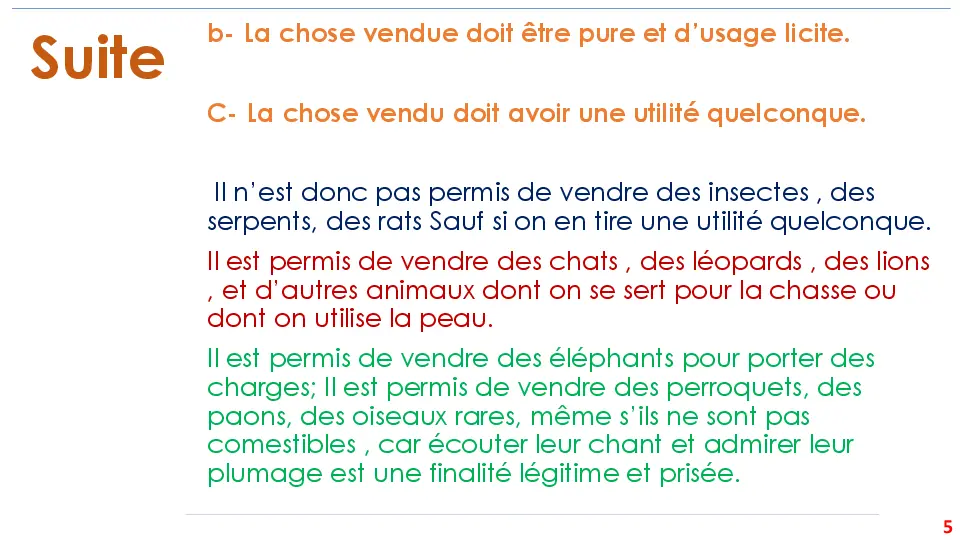 Suite
b- La chose vendue doit être pure et d’usage licite.
C- La chose vendu doit avoir une utilité quelconque.
Il n’est donc pas permis de vendre des insectes , des
serpents, des rats Sauf si on en tire une utilité quelconque.
Il est permis de vendre des chats , des léopards , des lions
, et d’autres animaux dont on se sert pour la chasse ou
dont on utilise la peau.
Il est permis de vendre des éléphants pour porter des
charges; Il est permis de vendre des perroquets, des
paons, des oiseaux rares, même s’ils ne sont pas
comestibles , car écouter leur chant et admirer leur
plumage est une finalité légitime et prisée.
5